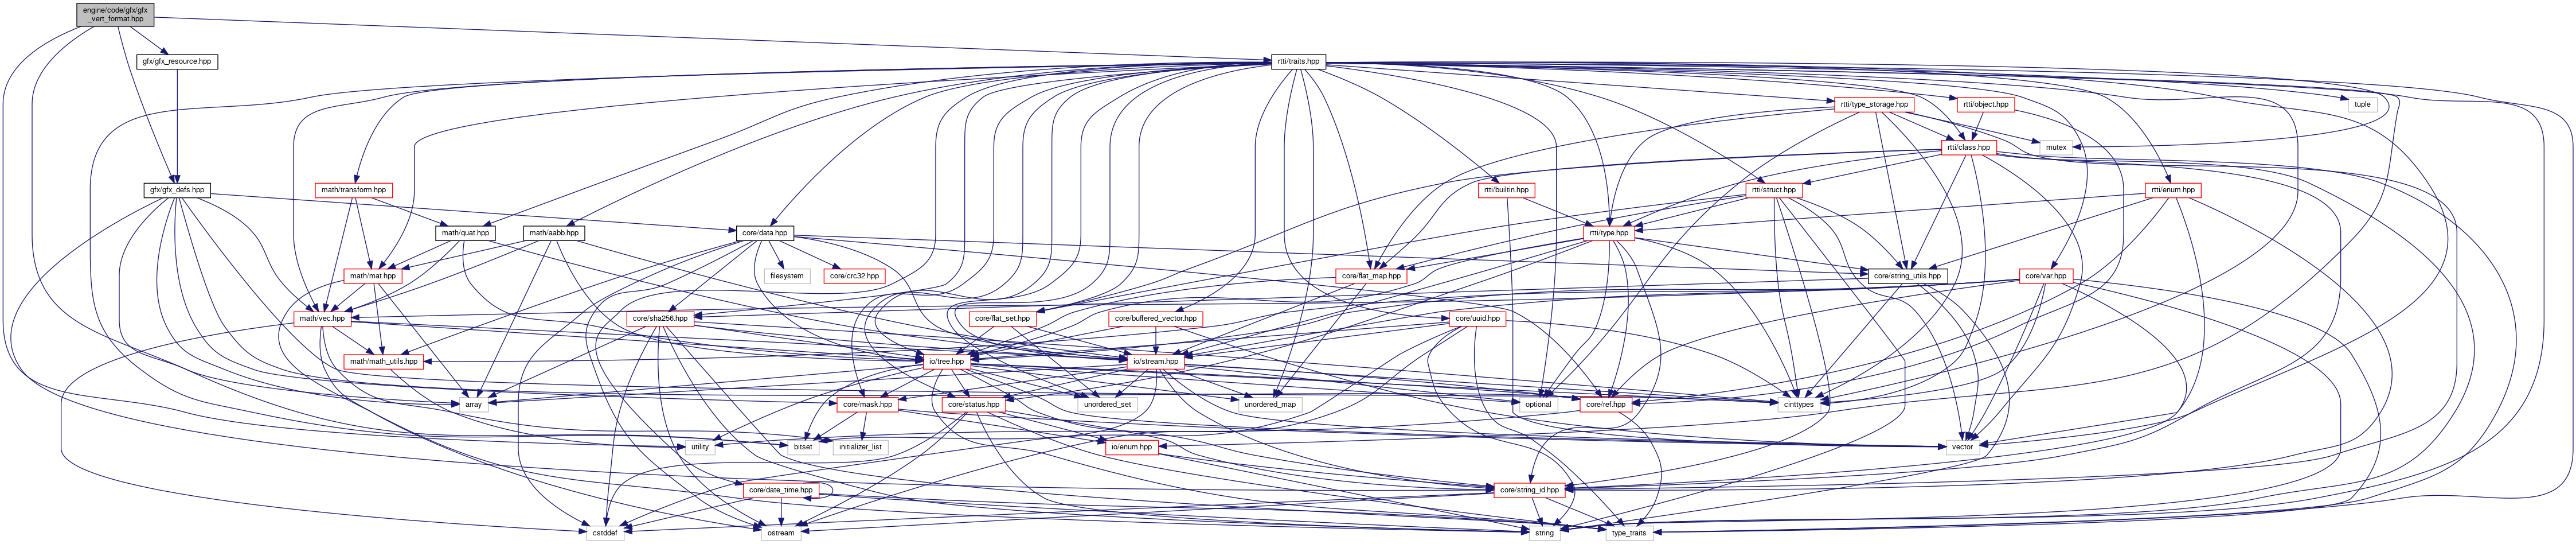 engine/code/gfx/gfx
_vert_format.hpp
gfx/gfx_resource.hpp
rtti/traits.hpp
rtti/type_storage.hpp
rtti/object.hpp
tuple
mutex
rtti/class.hpp
gfx/gfx_defs.hpp
math/transform.hpp
rtti/builtin.hpp
rtti/struct.hpp
rtti/enum.hpp
math/quat.hpp
math/aabb.hpp
core/data.hpp
rtti/type.hpp
math/mat.hpp
filesystem
core/crc32.hpp
core/flat_map.hpp
core/string_utils.hpp
core/var.hpp
math/vec.hpp
core/sha256.hpp
core/flat_set.hpp
core/buffered_vector.hpp
core/uuid.hpp
math/math_utils.hpp
io/tree.hpp
io/stream.hpp
array
core/mask.hpp
core/status.hpp
unordered_set
unordered_map
optional
core/ref.hpp
cinttypes
utility
bitset
initializer_list
io/enum.hpp
vector
core/date_time.hpp
core/string_id.hpp
cstddef
ostream
string
type_traits